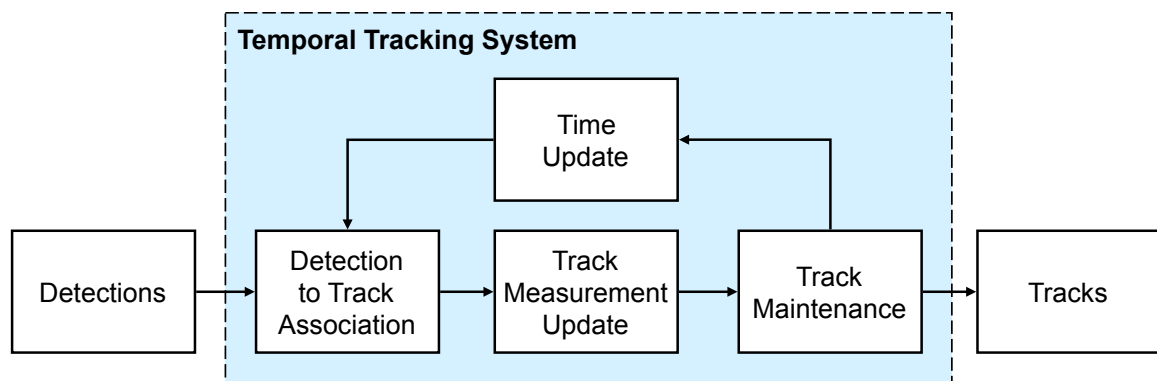 Temporal Tracking System
Time
Update
Detections
Detection
to Track
Association
Track
Measurement
Update
Track
Maintenance
Tracks